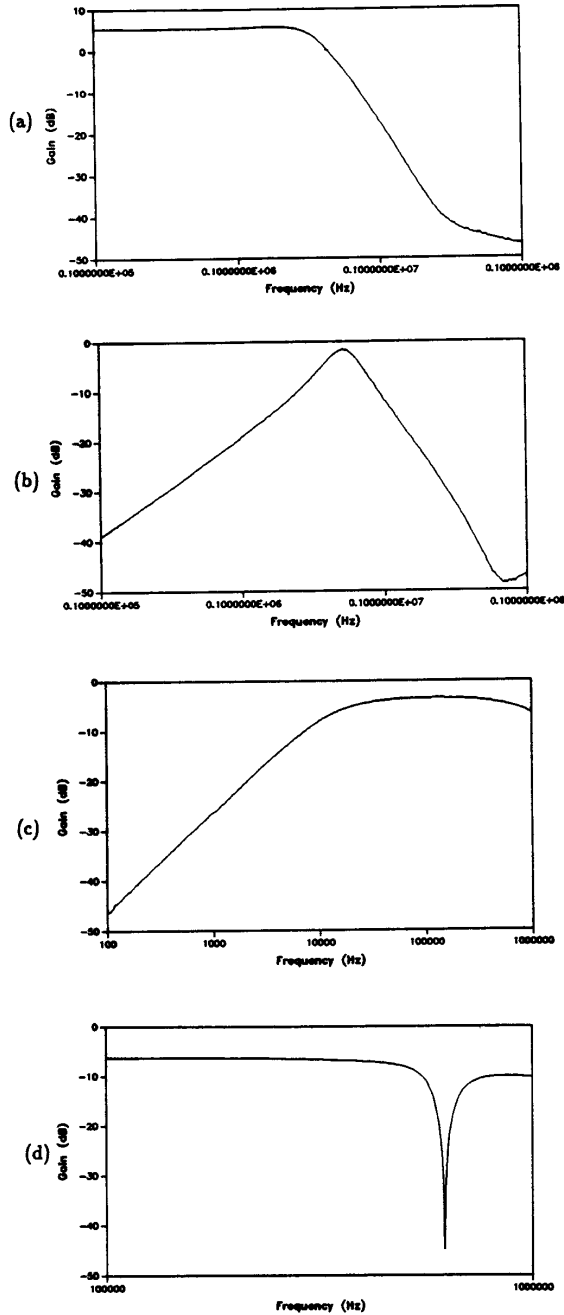 (a)
Gain (dB)
10
0
-10
-20
-30
-40
-50
0.1000000E+05
0.1000000E+06
0.1000000E+07
0.1000000E+08
Frequency (Hz)
(b)
Gain (dB)
0
-10
-20
-30
-40
-50
0.1000000E+05
0.1000000E+06
0.1000000E+07
0.1000000E+08
Frequency (Hz)
(c)
Gain (dB)
0
-10
-20
-30
-40
-50
100
1000
10000
100000
1000000
Frequency (Hz)
(d)
Gain (dB)
0
-10
-20
-30
-40
-50
100000
1000000
Frequency (Hz)